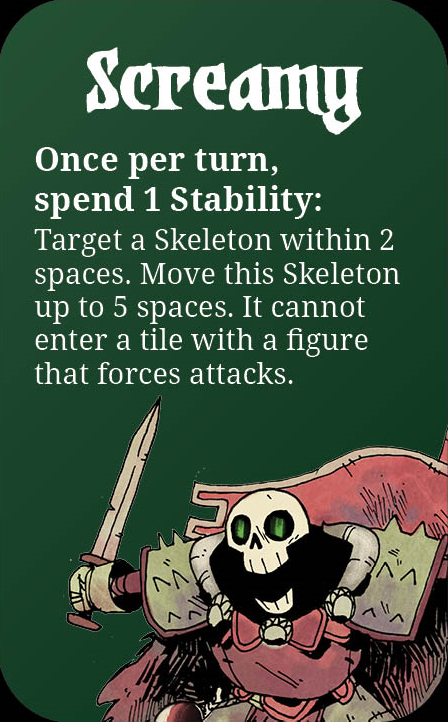 Screamy
Once per turn,
spend 1 Stability:
Target a Skeleton within 2
spaces. Move this Skeleton
up to 5 spaces. It cannot
enter a tile with a figure
that forces attacks.